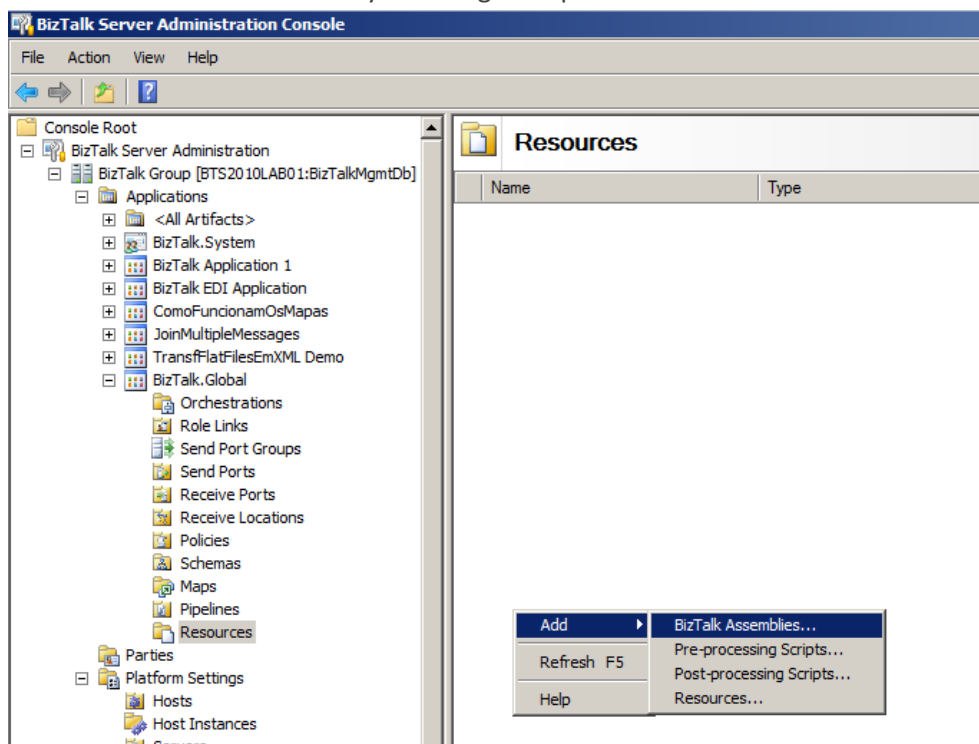 BizTalk Server Administration Console
File Action View Help
Console Root
BizTalk Server Administration
BizTalk Group [BTS2010LAB01:BizTalkMgmtDb]
Applications
<All Artifacts>
BizTalk.System
BizTalk Application 1
BizTalk EDI Application
ComoFuncionamOsMapas
JoinMultipleMessages
TransfFlatFilesEmXML Demo
BizTalk.Global
Orchestrations
Role Links
Send Port Groups
Send Ports
Receive Ports
Receive Locations
Policies
Schemas
Maps
Pipelines
Resources
Parties
Platform Settings
Hosts
Host Instances
Resources
Name Type
Add
Refresh F5
Help
BizTalk Assemblies...
Pre-processing Scripts...
Post-processing Scripts...
Resources...